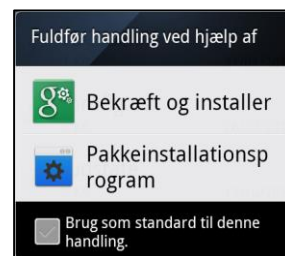 Fuldfør handling ved hjælp af
Bekræft og installer
Pakkeinstallationsp
rogram
Brug som standard til denne
handling.